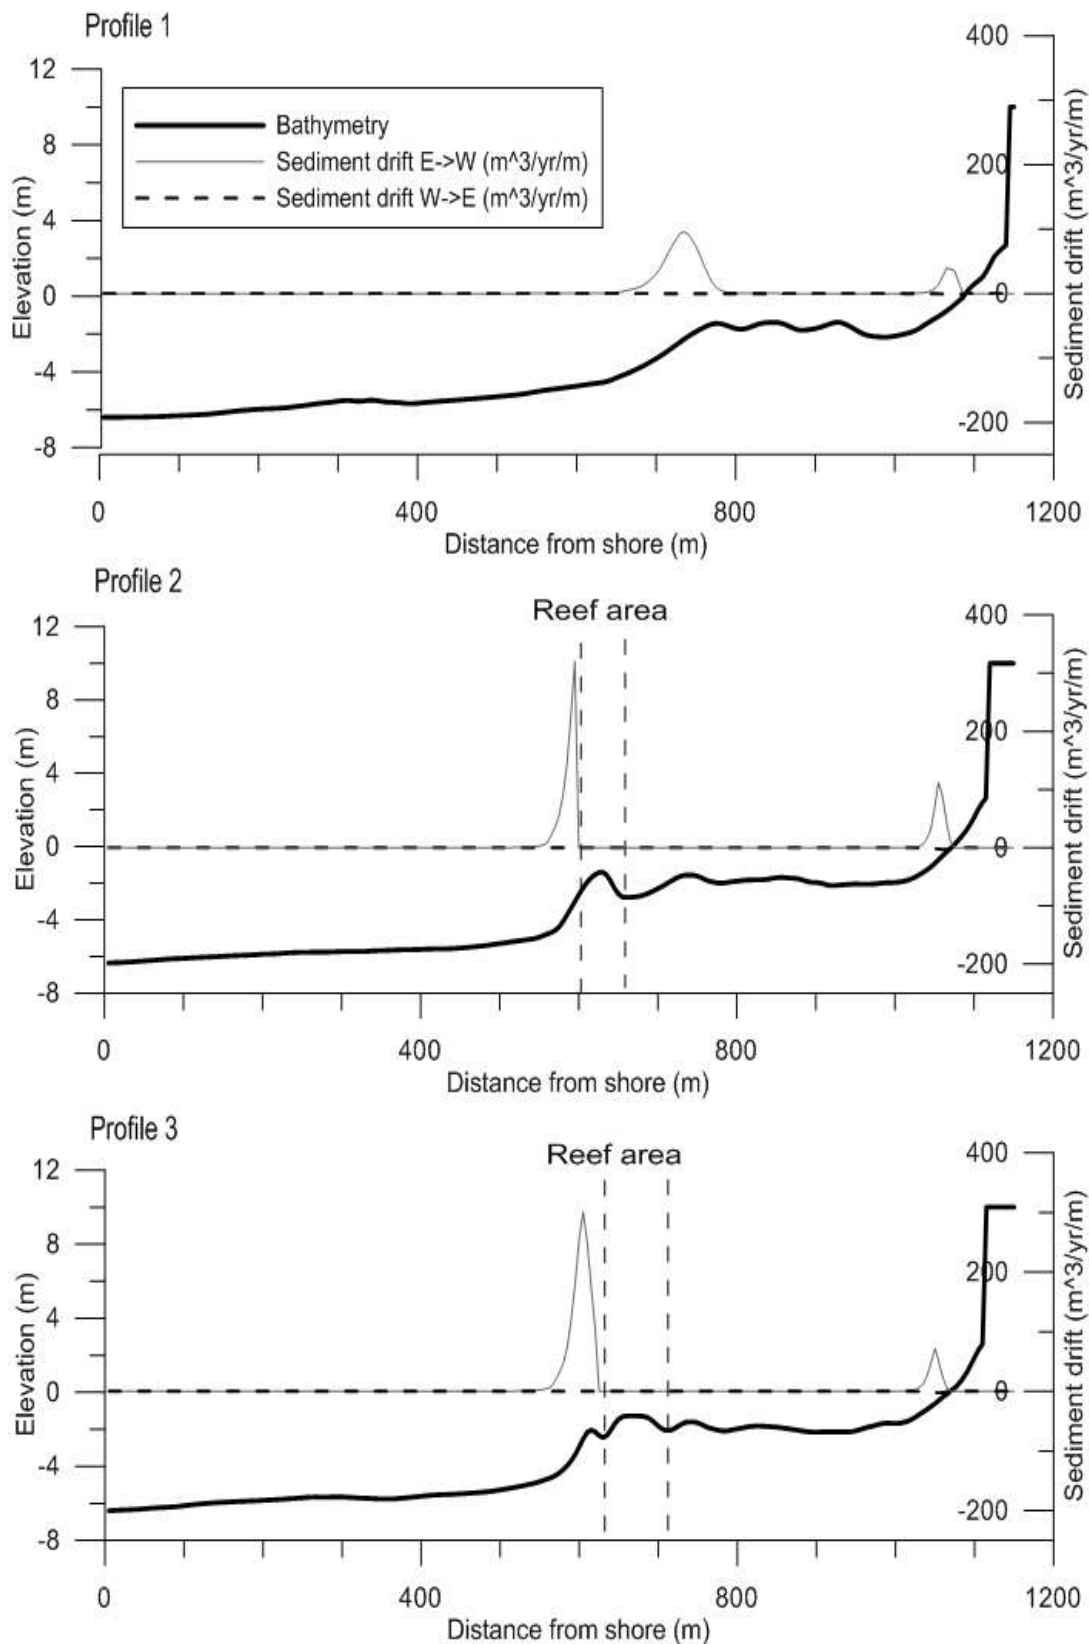 Profile 1
400
12
Bathymetry
8
Sediment drift E->W (m^3/yr/m)
200
Sediment drift W->E (m^3/yr/m)
4
0
0
-4
-200
-8
Elevation (m)
Sediment drift (m^3/yr/m)
0
400
800
1200
Distance from shore (m)
Profile 2
Reef area
400
12
8
200
4
0
0
-4
-200
-8
Elevation (m)
Sediment drift (m^3/yr/m)
0
400
800
1200
Distance from shore (m)
Profile 3
Reef area
400
12
8
200
4
0
0
-4
-200
-8
Elevation (m)
Sediment drift (m^3/yr/m)
0
400
800
1200
Distance from shore (m)